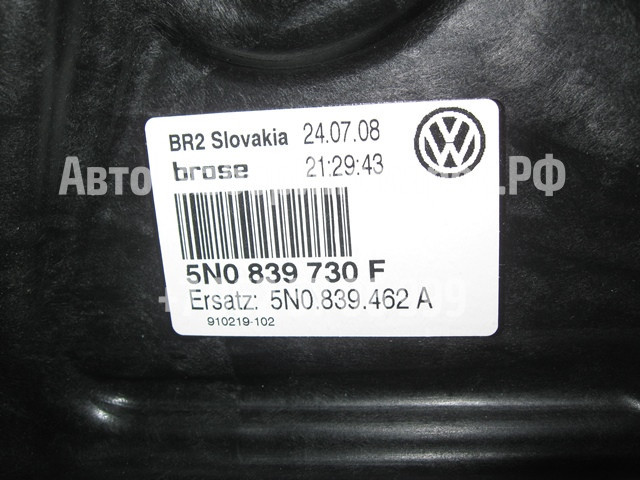 BR2 Slovakia 24.07.08
brose 21:29:43
VW
Авто .РФ
5N0 839 730 F
Ersatz: 5N0.839.462 A
910219-102